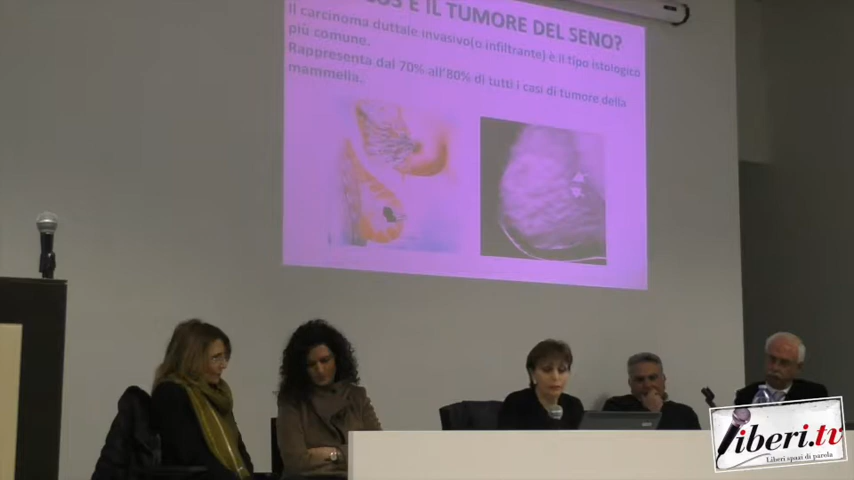 È IL TUMORE DEL SENO?
Il carcinoma duttale invasivo(o infiltrante) è il tipo istologico
più comune.
Rappresenta dal 70% all'80% di tutti i casi di tumore della
mammella.
liberi.tv
Liberi spazi di parola